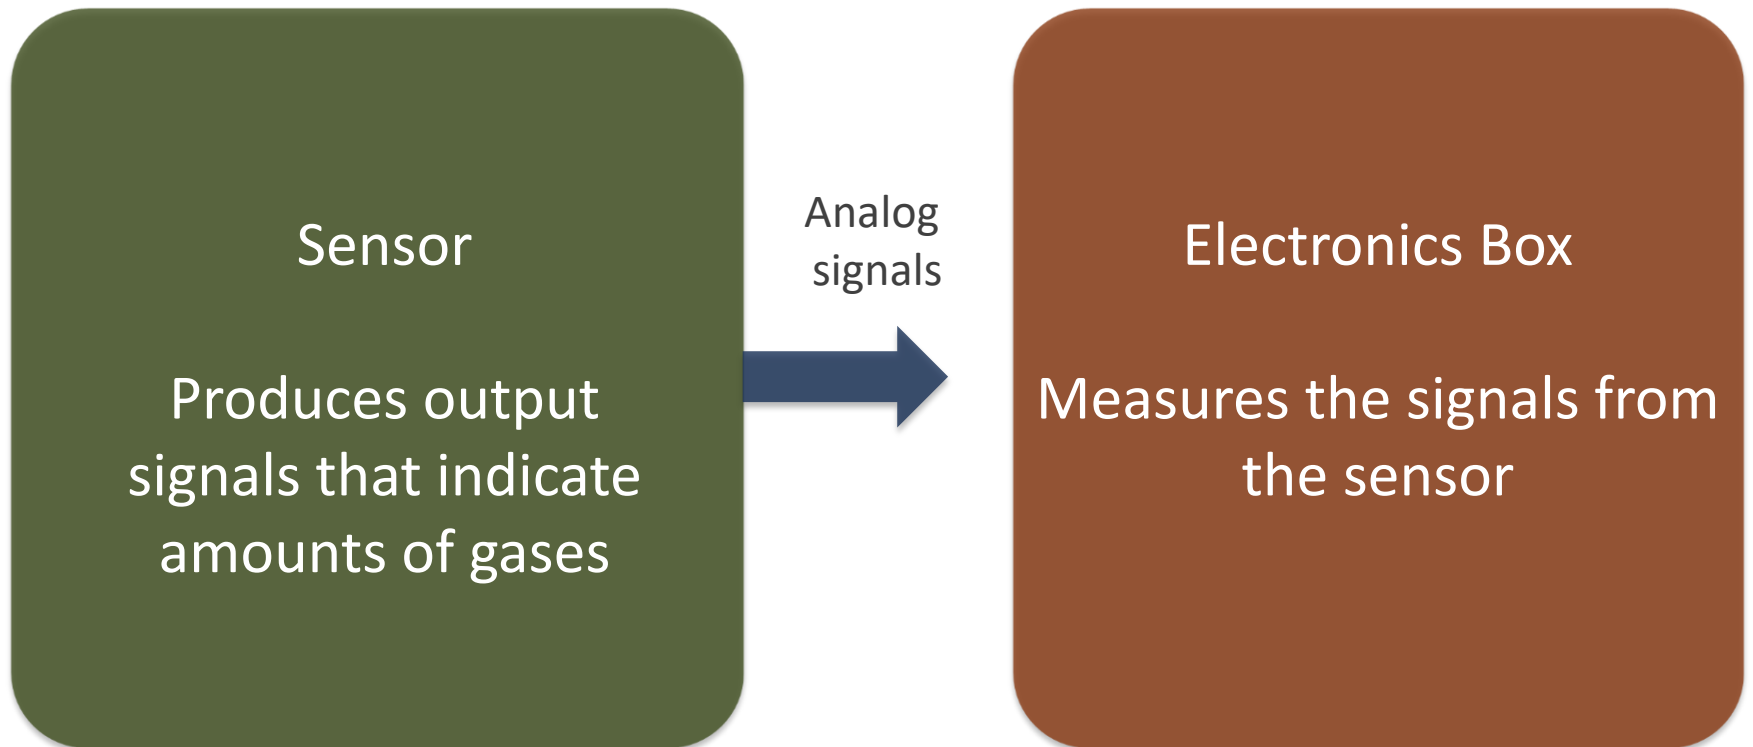 Sensor
Produces output
signals that indicate
amounts of gases
Analog
signals
Electronics Box
Measures the signals from
the sensor